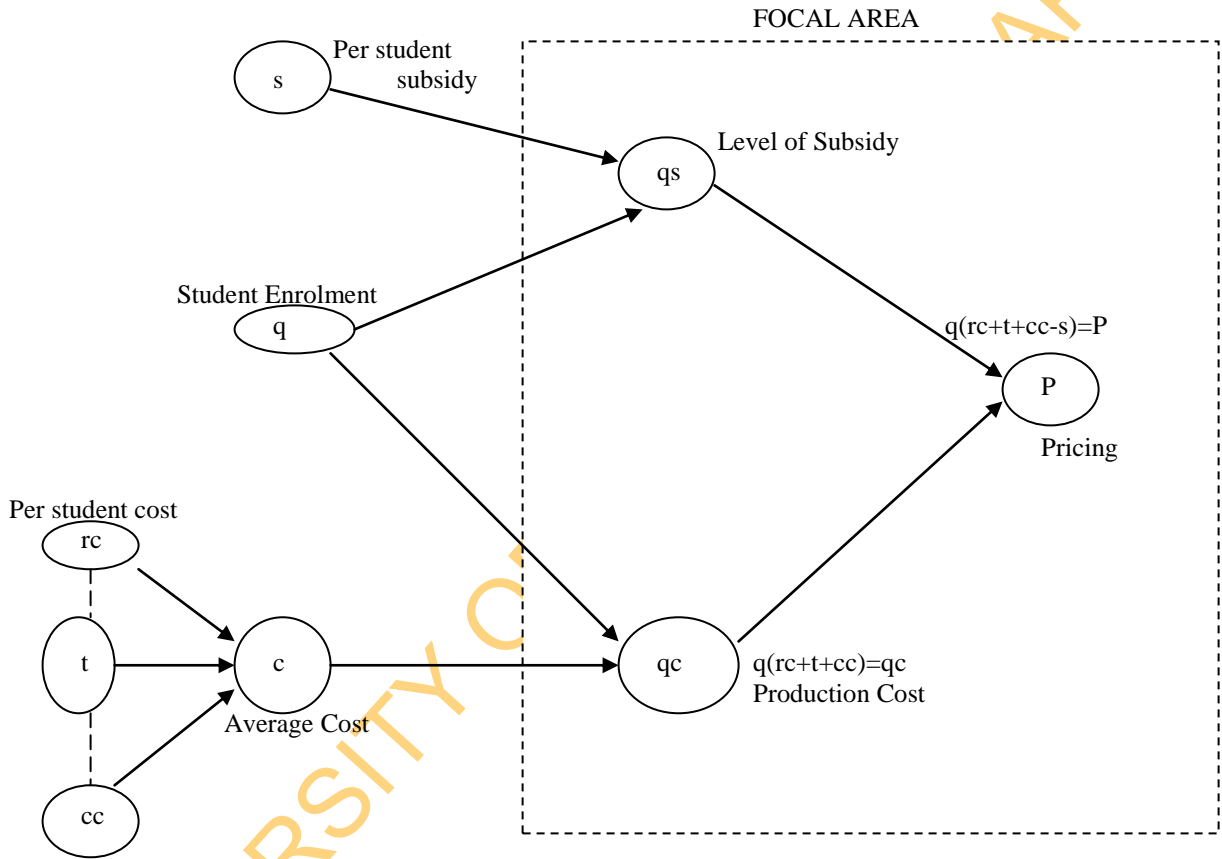 FOCAL AREA
Per student
subsidy
s
Level of Subsidy
qs
Student Enrolment
q
q(rc+t+cc-s)=P
P
Pricing
Per student cost
rc
t
c
qc
q(rc+t+cc)=qc
Production Cost
Average Cost
cc